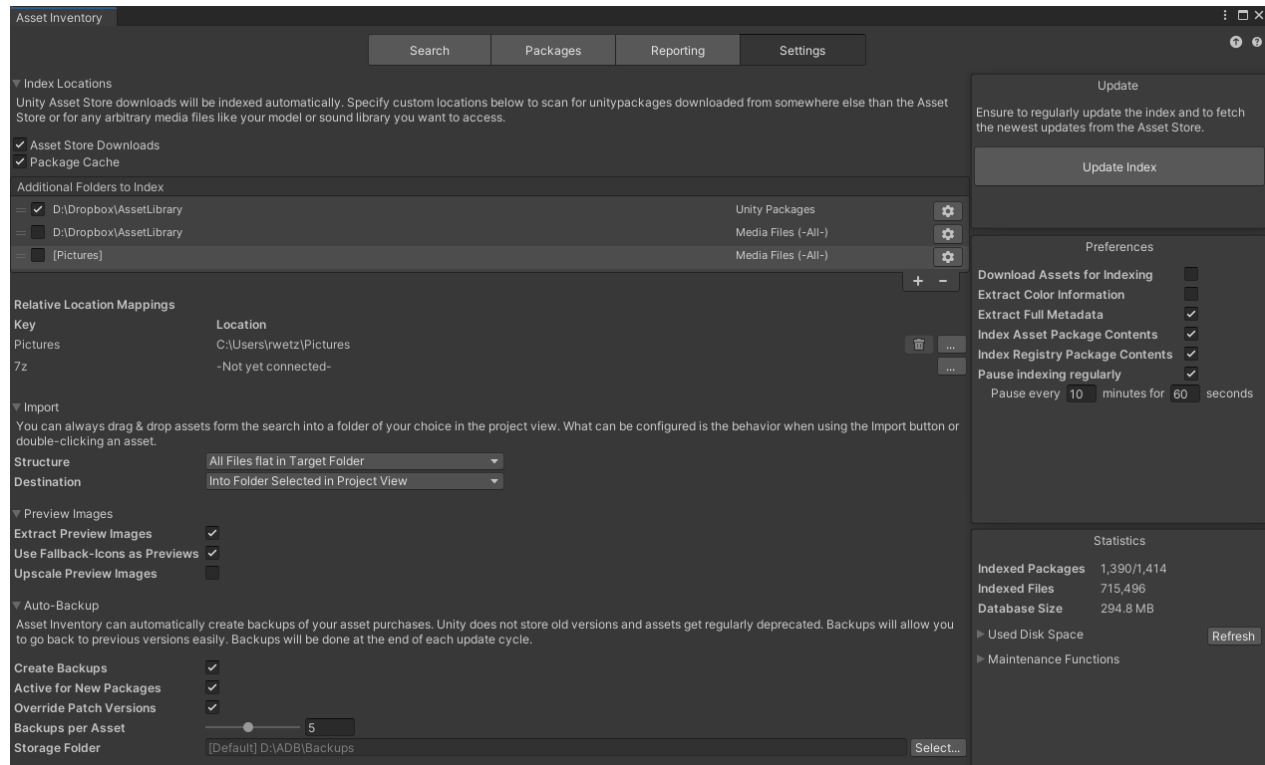 Asset Inventory
Search Packages Reporting Settings
Index Locations
Unity Asset Store downloads will be indexed automatically. Specify custom locations below to scan for unitypackages downloaded from somewhere else than the Asset
Store or for any arbitrary media files like your model or sound library you want to access.
Asset Store Downloads
Package Cache
Additional Folders to Index
D:\Dropbox\AssetLibrary Unity Packages
D:\Dropbox\AssetLibrary Media Files (-All-)
[Pictures] Media Files (-All-)
+ -
Relative Location Mappings
Key Location
Pictures C:\Users\rwetz\Pictures ...
7z -Not yet connected- ...
Import
You can always drag & drop assets form the search into a folder of your choice in the project view. What can be configured is the behavior when using the Import button or
double-clicking an asset.
Structure All Files flat in Target Folder
Destination Into Folder Selected in Project View
Preview Images
Extract Preview Images
Use Fallback-Icons as Previews
Upscale Preview Images
Auto-Backup
Asset Inventory can automatically create backups of your asset purchases. Unity does not store old versions and assets get regularly deprecated. Backups will allow you
to go back to previous versions easily. Backups will be done at the end of each update cycle.
Create Backups
Active for New Packages
Override Patch Versions
Backups per Asset 5
Storage Folder [Default] D:\ADB\Backups Select...
Update
Ensure to regularly update the index and to fetch
the newest updates from the Asset Store.
Update Index
Preferences
Download Assets for Indexing
Extract Color Information
Extract Full Metadata
Index Asset Package Contents
Index Registry Package Contents
Pause indexing regularly
Pause every 10 minutes for 60 seconds
Statistics
Indexed Packages 1,390/1,414
Indexed Files 715,496
Database Size 294.8 MB
Used Disk Space Refresh
Maintenance Functions